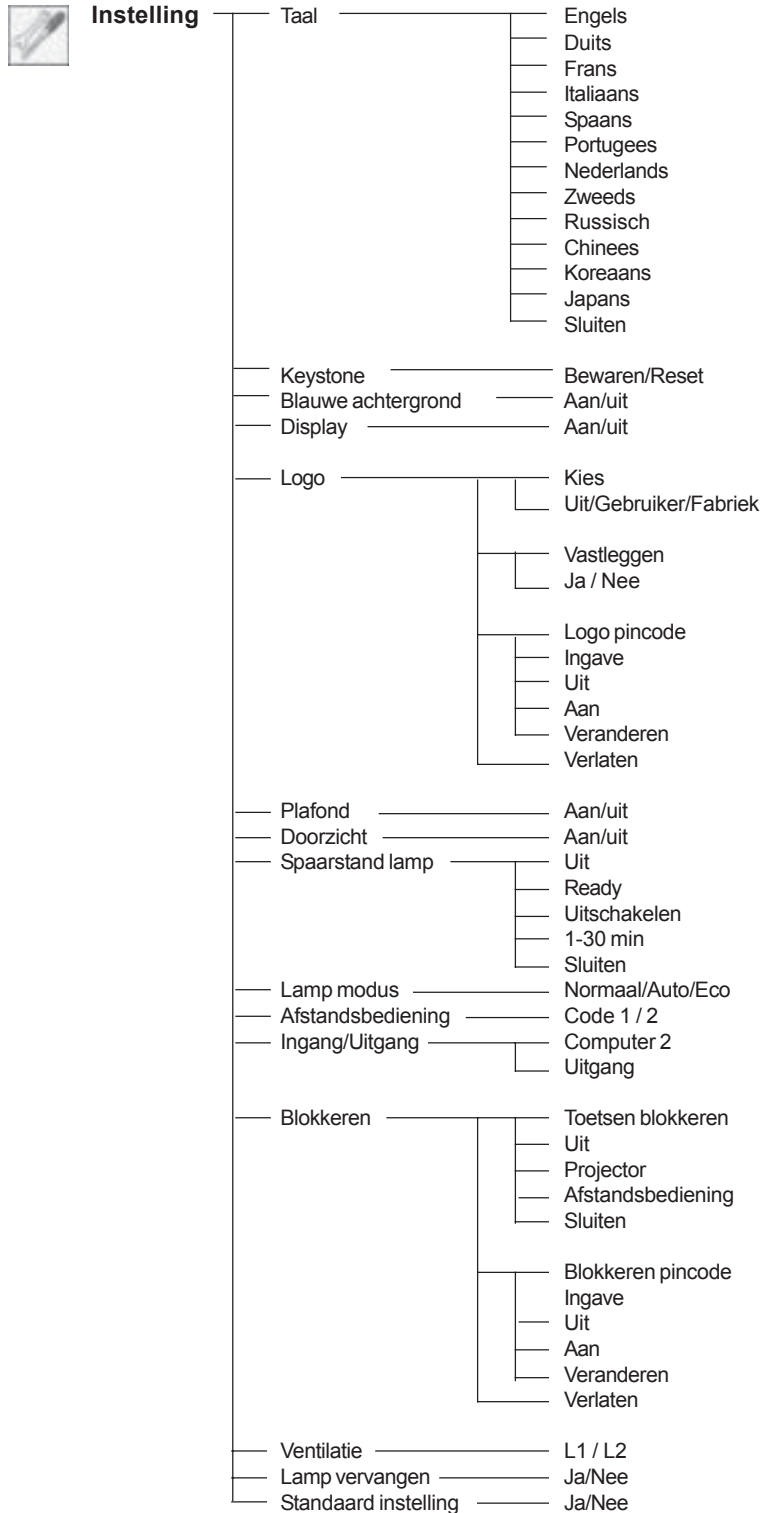 Instelling Taal Engels
Duits
Frans
Italiaans
Spaans
Portugees
Nederlands
Zweeds
Russisch
Chinees
Koreaans
Japans
Sluiten
Keystone Bewaren/Reset
Blauwe achtergrond Aan/uit
Display Aan/uit
Logo Kies
Uit/Gebruiker/Fabriek
Vastleggen
Ja / Nee
Logo pincode
Ingave
Uit
Aan
Veranderen
Verlaten
Plafond Aan/uit
Doorzicht Aan/uit
Spaarstand lamp Uit
Ready
Uitschakelen
1-30 min
Sluiten
Lamp modus Normaal/Auto/Eco
Afstandsbediening Code 1 / 2
Ingang/Uitgang Computer 2
Uitgang
Blokkeren Toetsen blokkeren
Uit
Projector
Afstandsbediening
Sluiten
Blokkeren pincode
Ingave
Uit
Aan
Veranderen
Verlaten
Ventilatie L1 / L2
Lamp vervangen Ja/Nee
Standaard instelling Ja/Nee